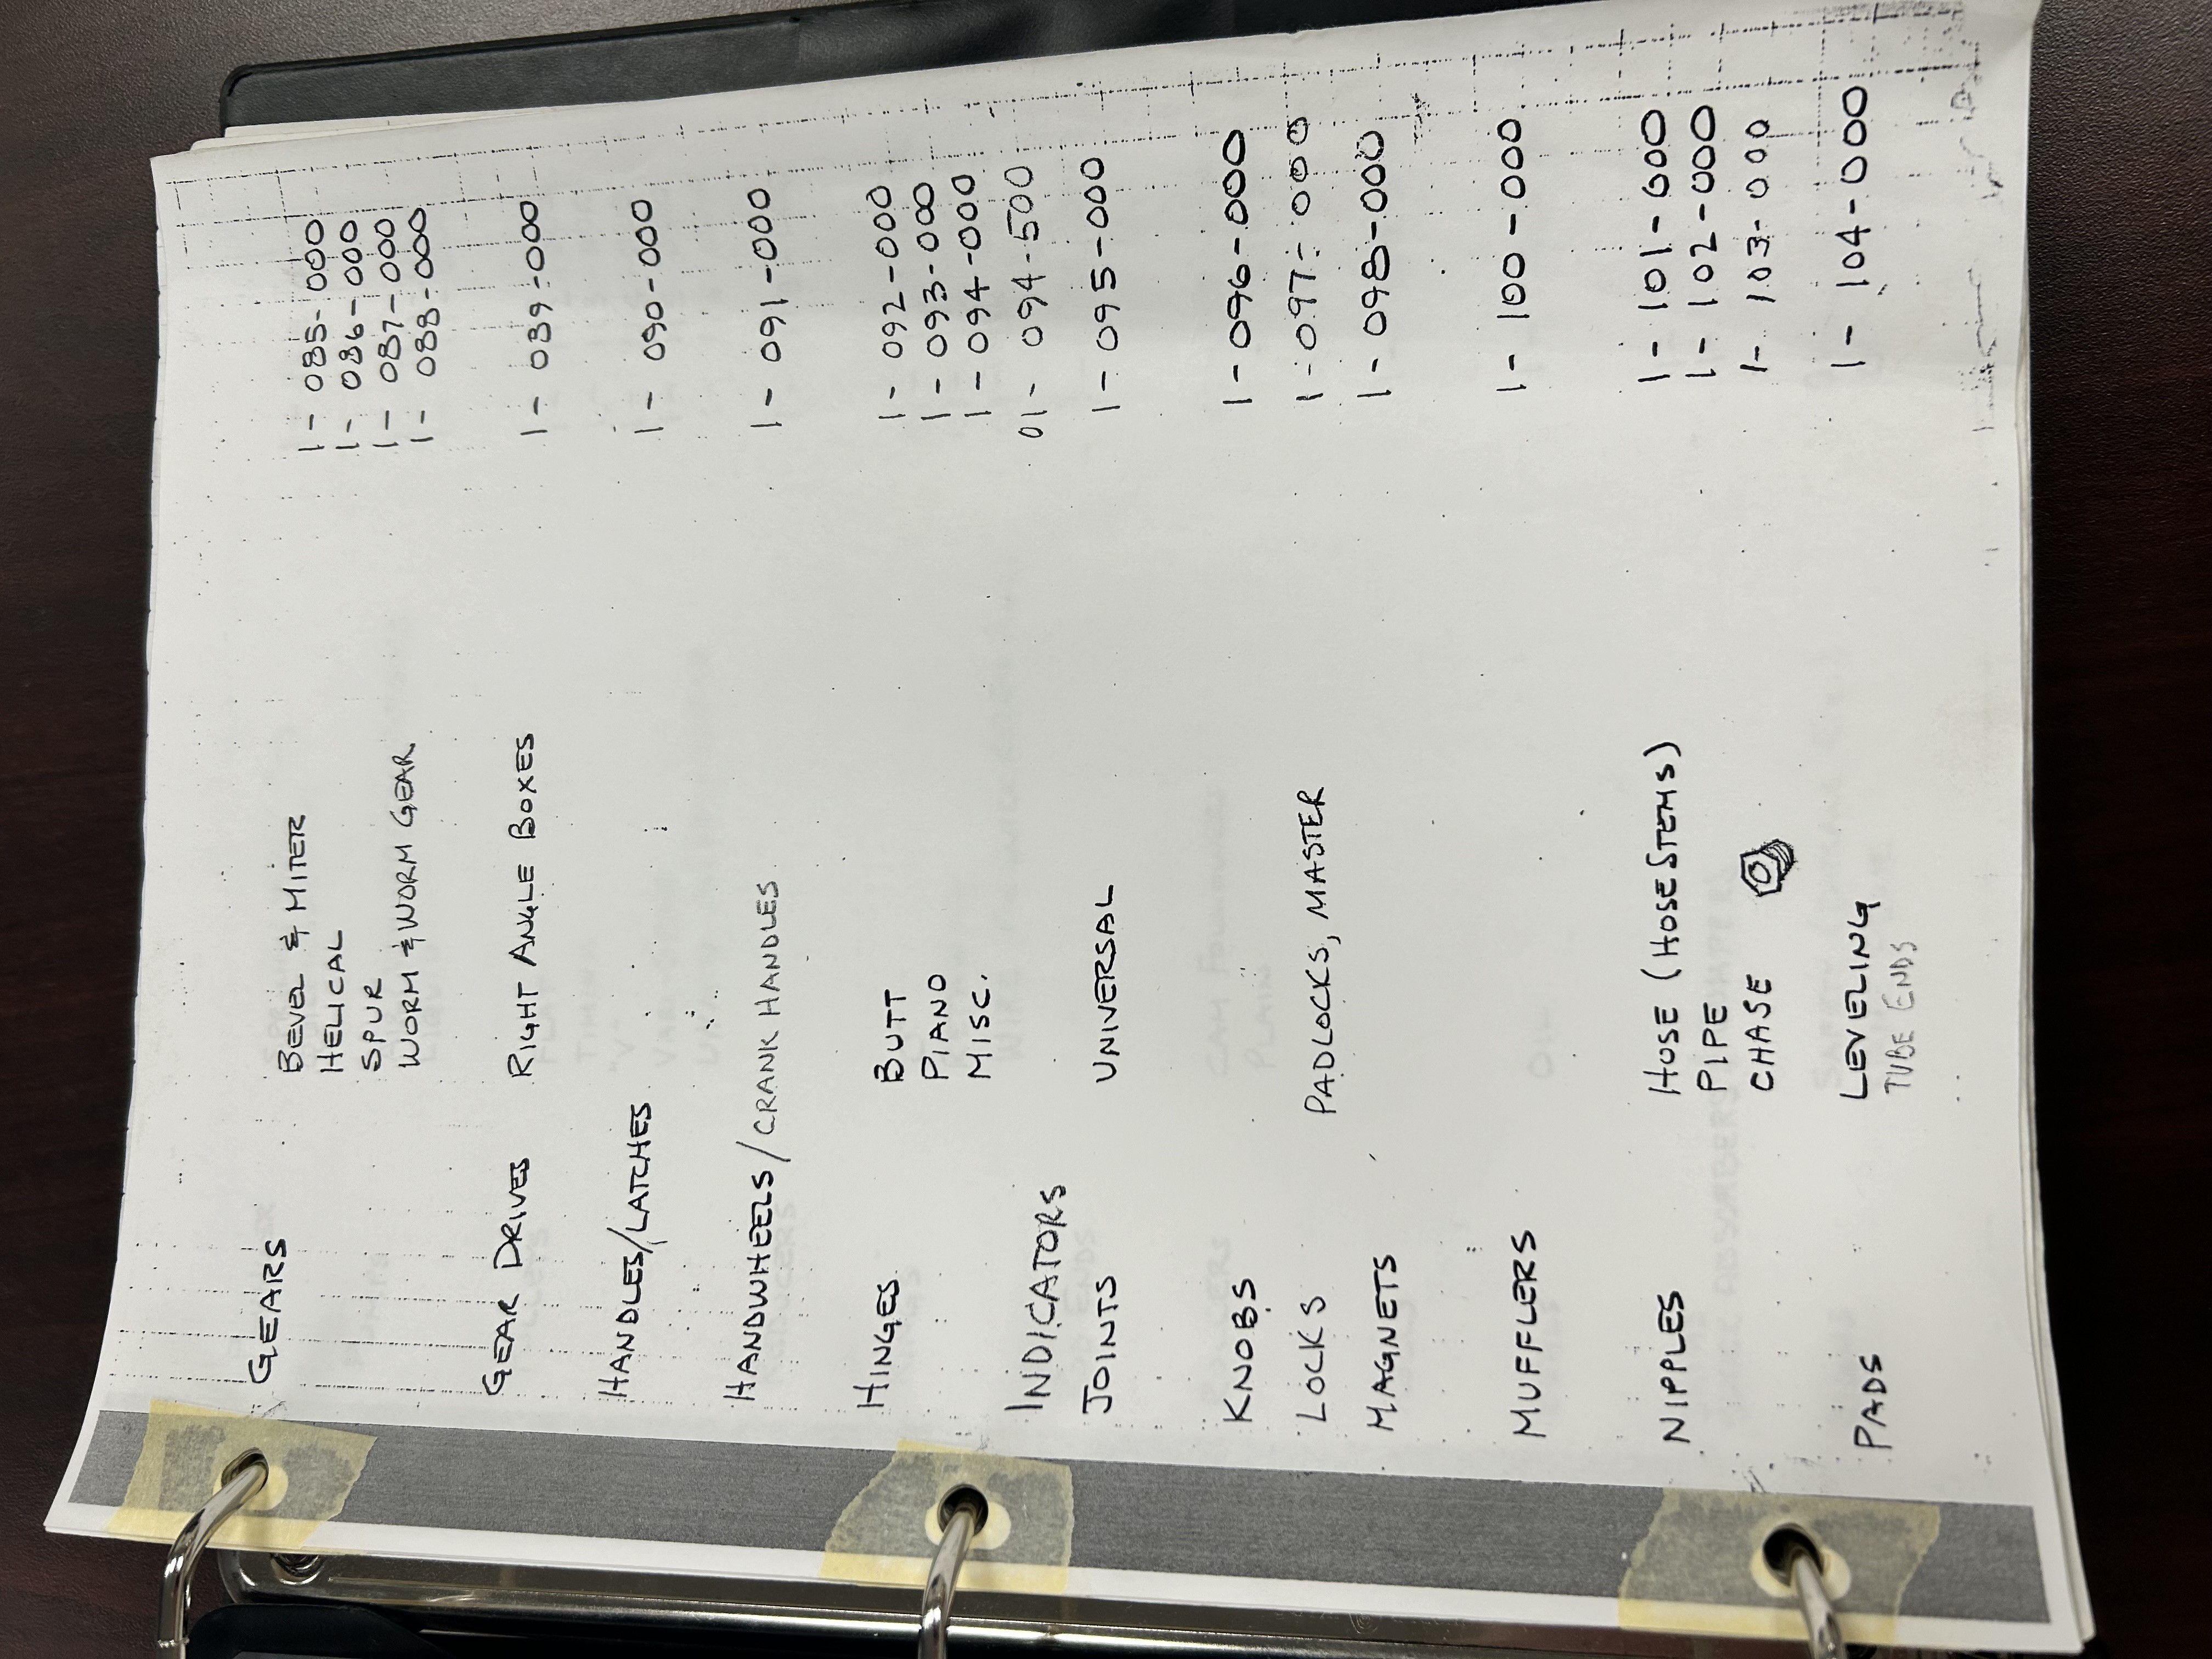 GEARS
BEVEL & MITER 1 - 085-000
HELICAL 1 - 086-000
SPUR 1 - 087-000
WORM & WORM GEAR 1 - 088-000
GEAR DRIVES RIGHT ANGLE BOXES 1 - 089-000
HANDLES/LATCHES 1 - 090-000
HANDWHEELS/CRANK HANDLES 1 - 091-000
HINGES BUTT 1 - 092-000
PIANO 1 - 093-000
MISC. 1 - 094-000
INDICATORS 01 - 094-500
JOINTS UNIVERSAL 1 - 095-000
KNOBS 1 - 096-000
LOCKS PADLOCKS, MASTER 1 - 097-000
MAGNETS 1 - 098-000
MUFFLERS 1 - 100-000
NIPPLES HOSE (HOSE STEMS) 1 - 101-000
PIPE 1 - 102-000
CHASE 1 - 103-000
PADS LEVELING 1 - 104-000
TUBE ENDS